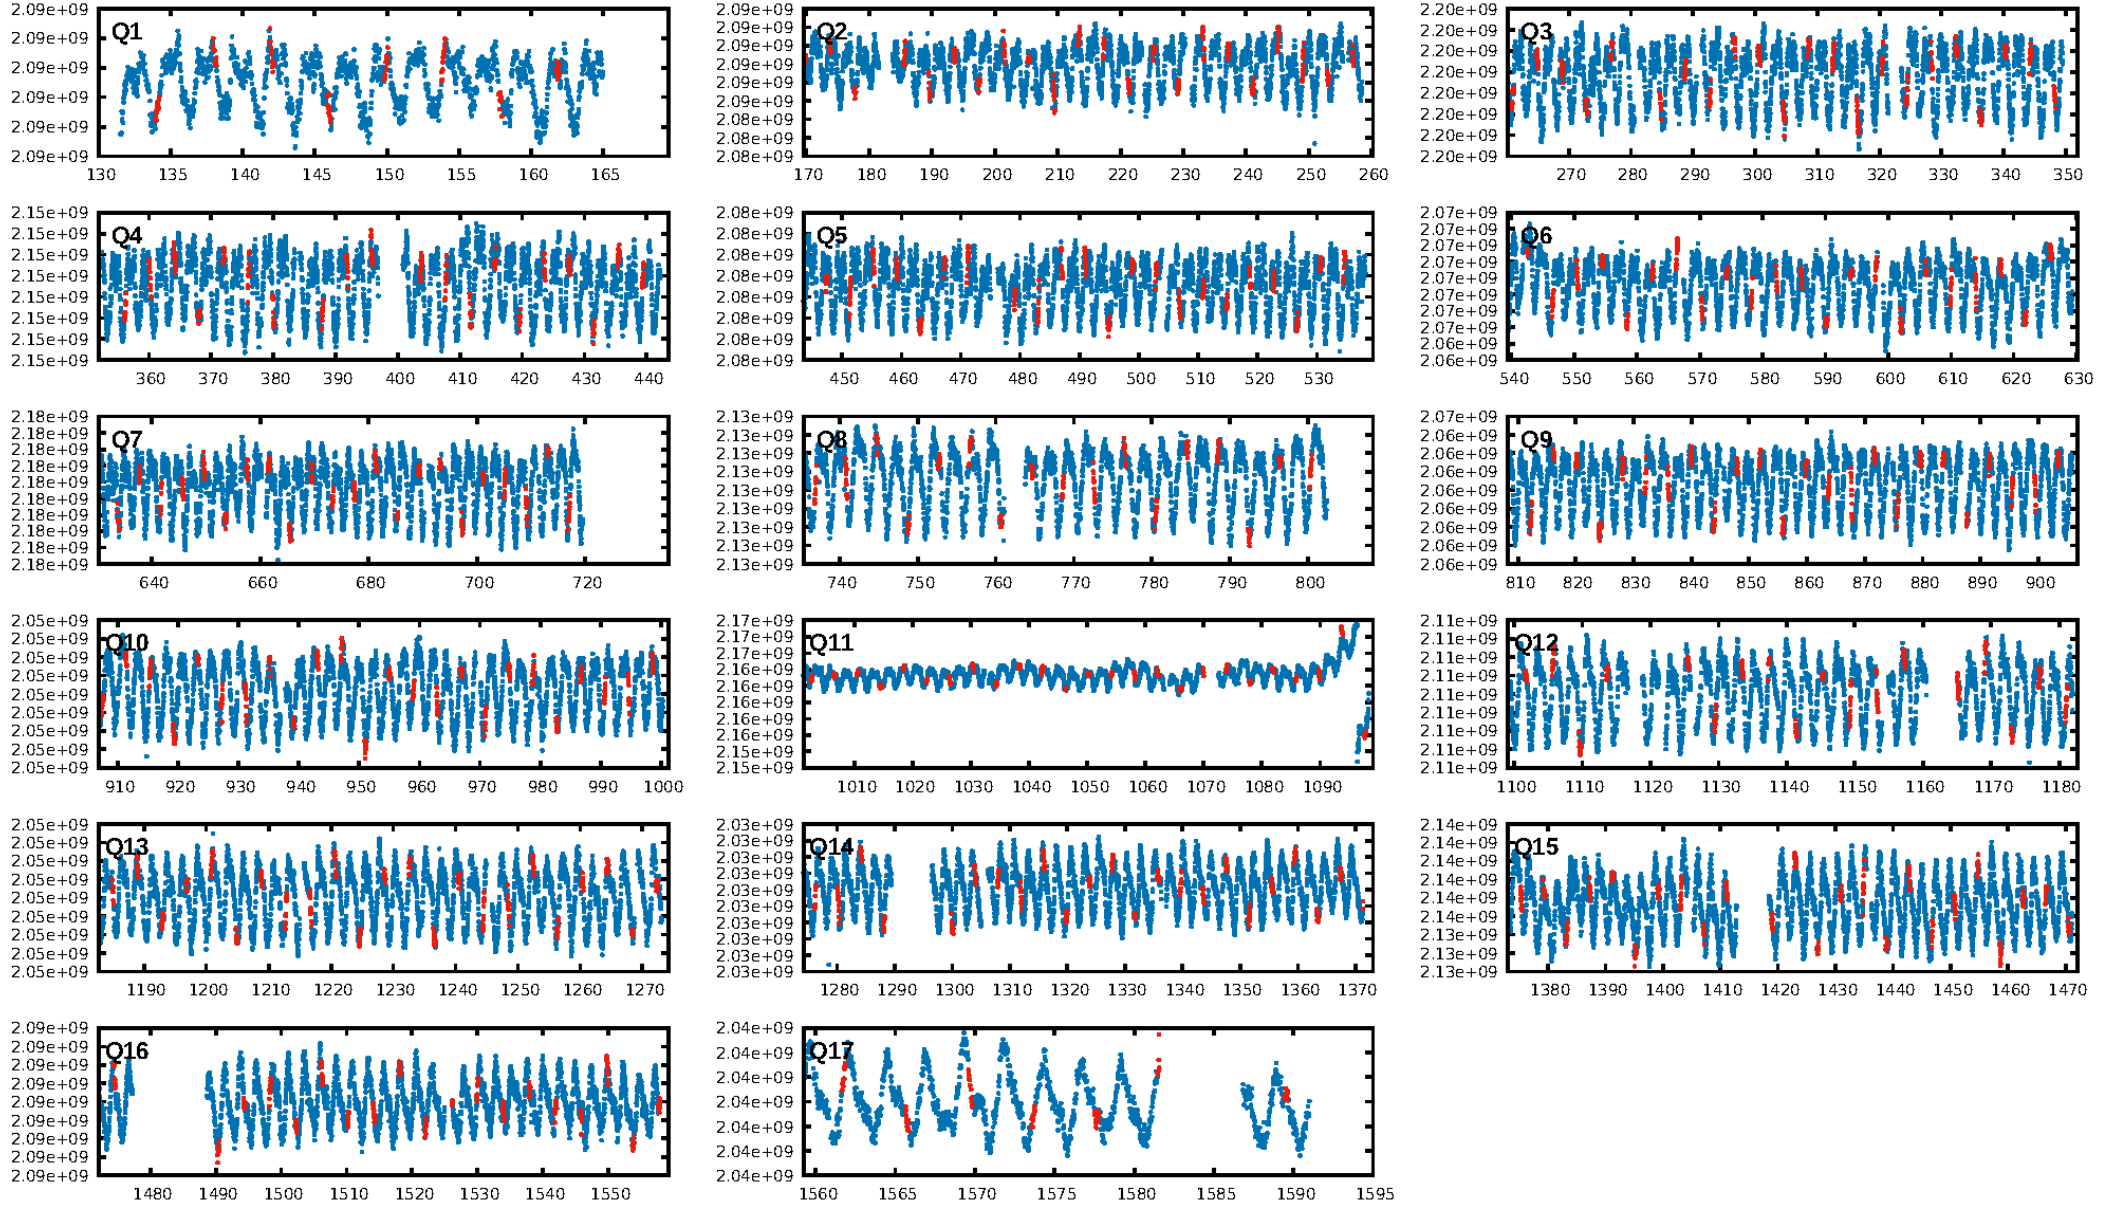 Q1
2.09e+09
2.09e+09
2.09e+09
2.09e+09
2.09e+09
2.09e+09
130 135 140 145 150 155 160 165
Q2
2.09e+09
2.09e+09
2.09e+09
2.09e+09
2.09e+09
2.09e+09
2.09e+09
2.08e+09
2.08e+09
170 180 190 200 210 220 230 240 250 260
Q3
2.20e+09
2.20e+09
2.20e+09
2.20e+09
2.20e+09
2.20e+09
2.20e+09
2.20e+09
270 280 290 300 310 320 330 340 350
Q4
2.15e+09
2.15e+09
2.15e+09
2.15e+09
2.15e+09
2.15e+09
2.15e+09
2.15e+09
360 370 380 390 400 410 420 430 440
Q5
2.08e+09
2.08e+09
2.08e+09
2.08e+09
2.08e+09
2.08e+09
2.08e+09
2.08e+09
450 460 470 480 490 500 510 520 530
Q6
2.07e+09
2.07e+09
2.07e+09
2.07e+09
2.07e+09
2.07e+09
2.07e+09
2.07e+09
2.06e+09
2.06e+09
540 550 560 570 580 590 600 610 620 630
Q7
2.18e+09
2.18e+09
2.18e+09
2.18e+09
2.18e+09
2.18e+09
2.18e+09
2.18e+09
2.18e+09
2.18e+09
640 660 680 700 720
Q8
2.13e+09
2.13e+09
2.13e+09
2.13e+09
2.13e+09
2.13e+09
2.13e+09
2.13e+09
2.13e+09
740 750 760 770 780 790 800
Q9
2.07e+09
2.06e+09
2.06e+09
2.06e+09
2.06e+09
2.06e+09
2.06e+09
2.06e+09
2.06e+09
810 820 830 840 850 860 870 880 890 900
Q10
2.05e+09
2.05e+09
2.05e+09
2.05e+09
2.05e+09
2.05e+09
2.05e+09
2.05e+09
2.05e+09
910 920 930 940 950 960 970 980 990 1000
Q11
2.17e+09
2.17e+09
2.17e+09
2.16e+09
2.16e+09
2.16e+09
2.16e+09
2.16e+09
2.15e+09
2.15e+09
1010 1020 1030 1040 1050 1060 1070 1080 1090
Q12
2.11e+09
2.11e+09
2.11e+09
2.11e+09
2.11e+09
2.11e+09
2.11e+09
2.11e+09
2.11e+09
1100 1110 1120 1130 1140 1150 1160 1170 1180
Q13
2.05e+09
2.05e+09
2.05e+09
2.05e+09
2.05e+09
2.05e+09
2.05e+09
2.05e+09
2.05e+09
1190 1200 1210 1220 1230 1240 1250 1260 1270
Q14
2.03e+09
2.03e+09
2.03e+09
2.03e+09
2.03e+09
2.03e+09
2.03e+09
2.03e+09
2.03e+09
2.03e+09
1280 1290 1300 1310 1320 1330 1340 1350 1360 1370
Q15
2.14e+09
2.14e+09
2.14e+09
2.14e+09
2.14e+09
2.14e+09
2.13e+09
2.13e+09
2.13e+09
1380 1390 1400 1410 1420 1430 1440 1450 1460 1470
Q16
2.09e+09
2.09e+09
2.09e+09
2.09e+09
2.09e+09
2.09e+09
2.09e+09
2.09e+09
2.09e+09
1480 1490 1500 1510 1520 1530 1540 1550
Q17
2.04e+09
2.04e+09
2.04e+09
2.04e+09
2.04e+09
2.04e+09
2.04e+09
1560 1565 1570 1575 1580 1585 1590 1595